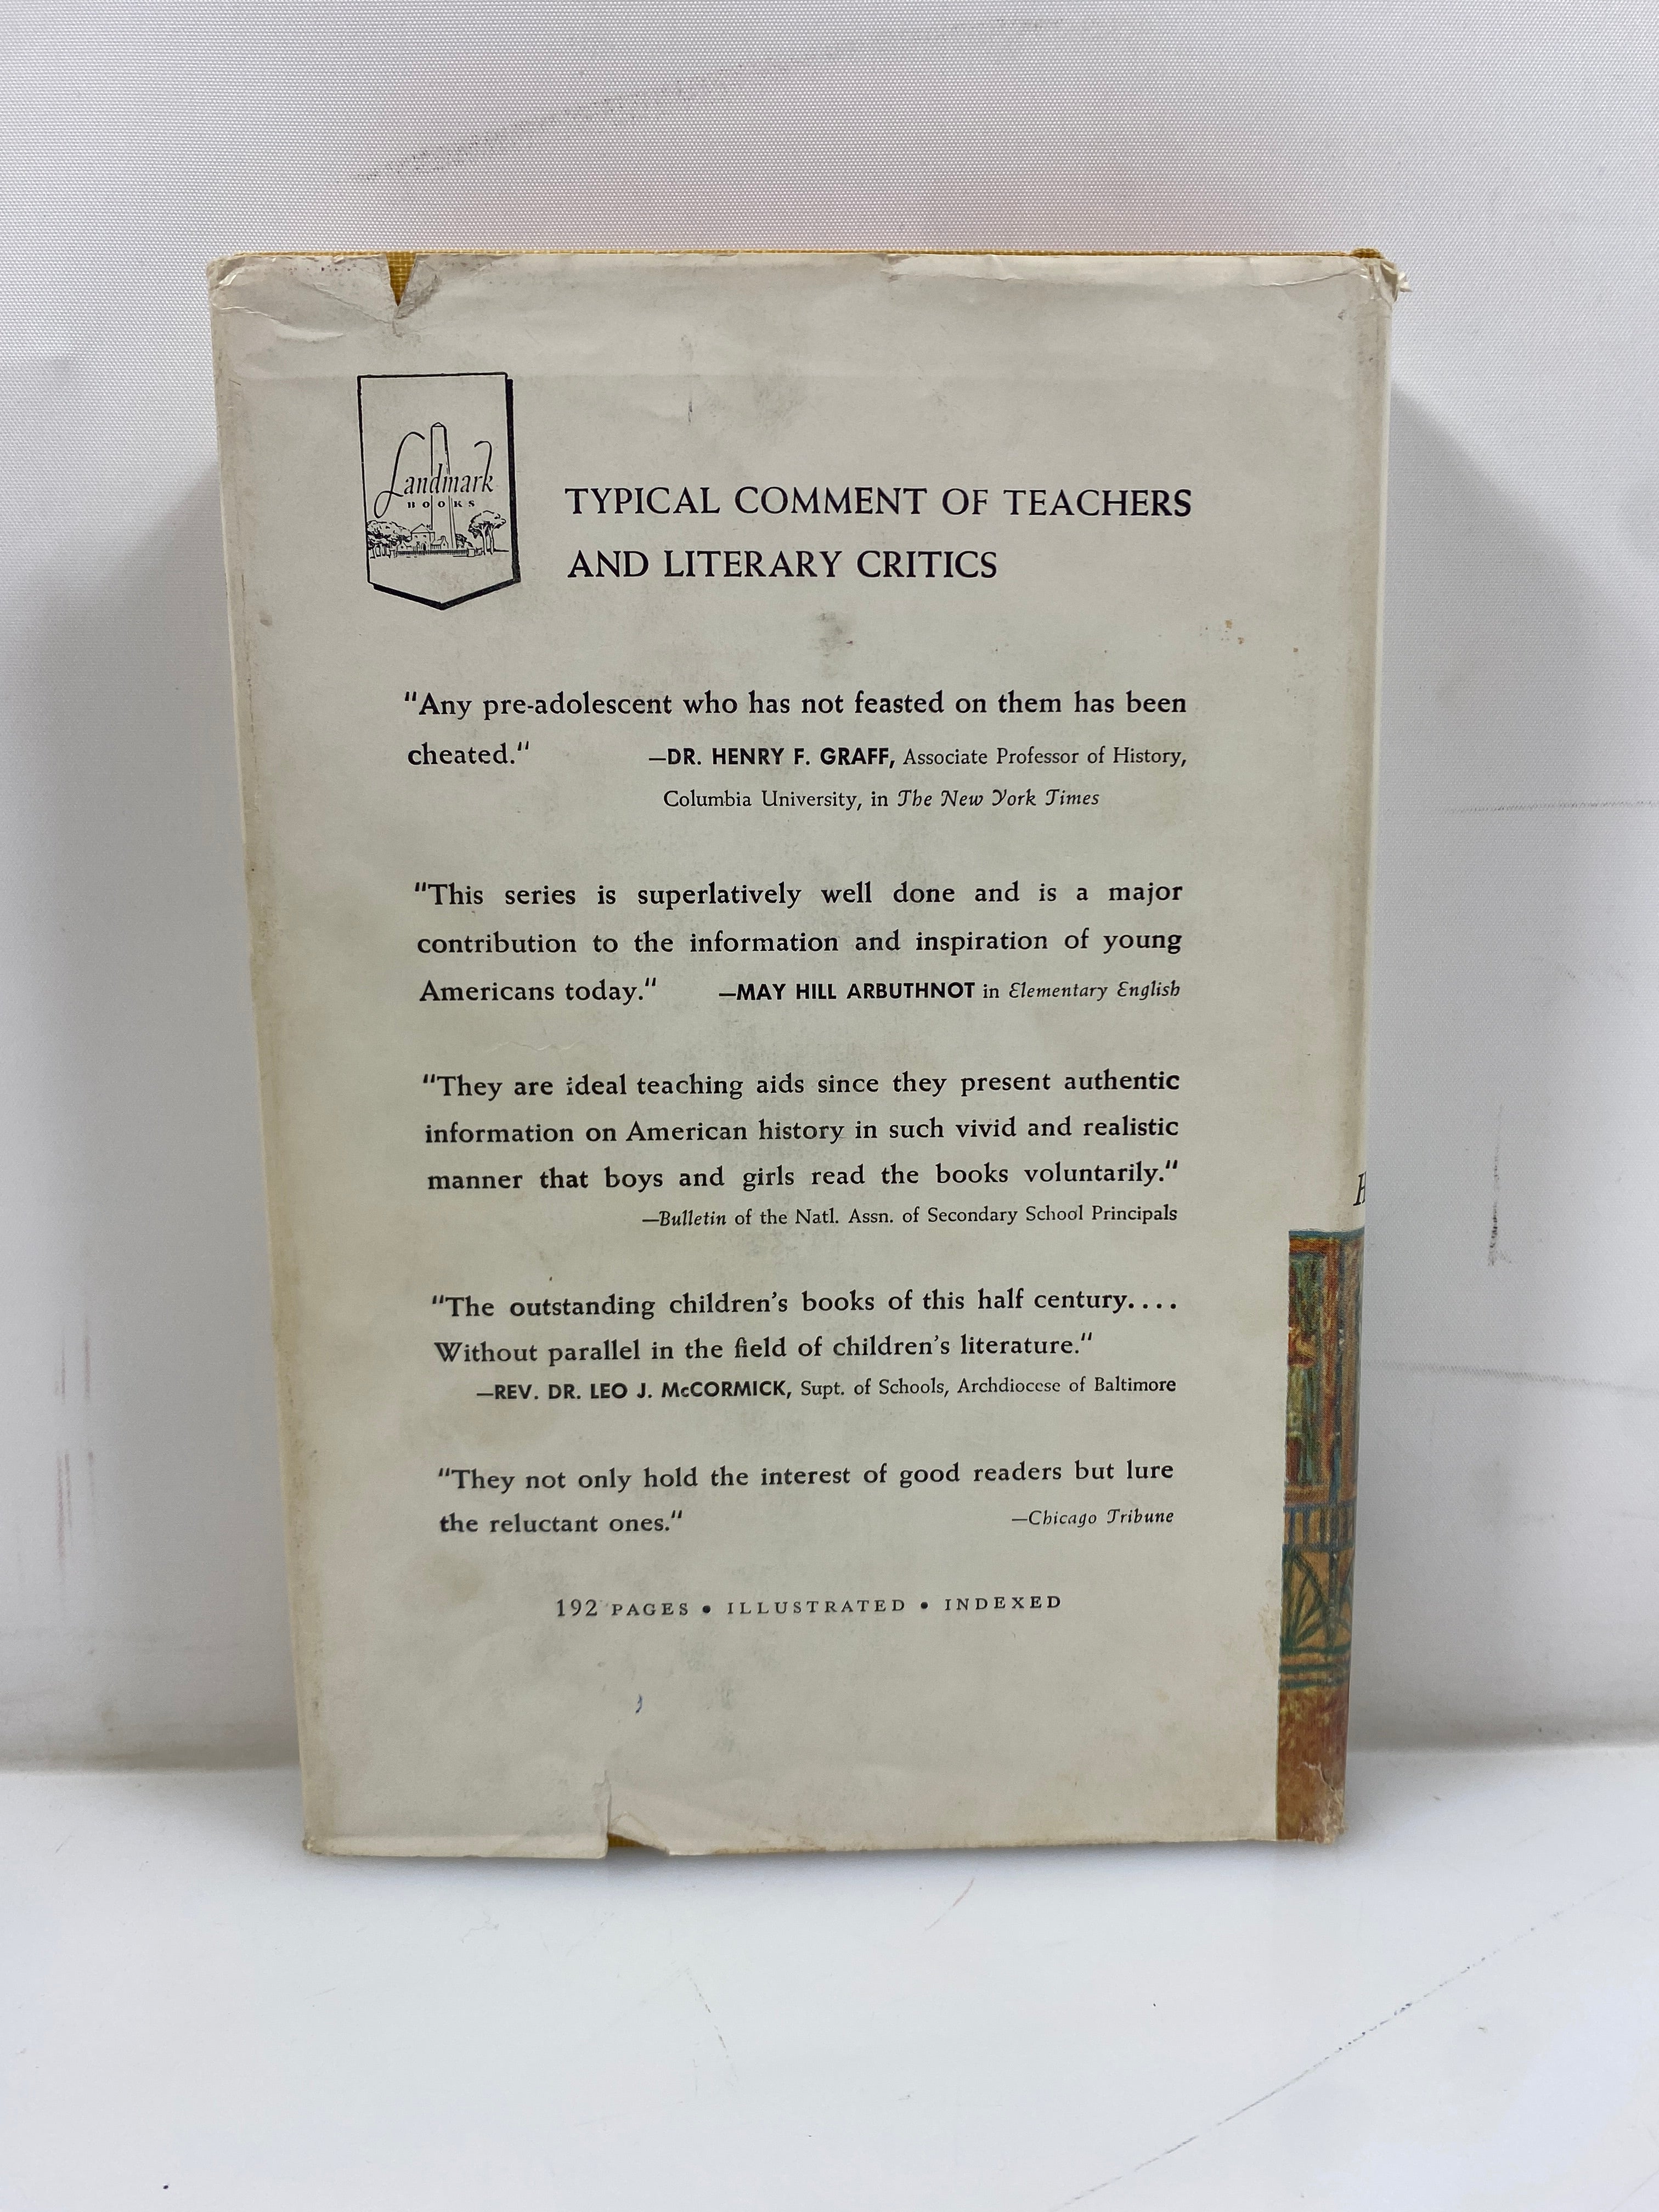 Landmark
BOOKS
TYPICAL COMMENT OF TEACHERS
AND LITERARY CRITICS
"Any pre-adolescent who has not feasted on them has been
cheated." —DR. HENRY F. GRAFF, Associate Professor of History,
Columbia University, in The New York Times
"This series is superlatively well done and is a major
contribution to the information and inspiration of young
Americans today." —MAY HILL ARBUTHNOT in Elementary English
"They are ideal teaching aids since they present authentic
information on American history in such vivid and realistic
manner that boys and girls read the books voluntarily."
—Bulletin of the Natl. Assn. of Secondary School Principals
"The outstanding children's books of this half century....
Without parallel in the field of children's literature."
—REV. DR. LEO J. McCORMICK, Supt. of Schools, Archdiocese of Baltimore
"They not only hold the interest of good readers but lure
the reluctant ones." —Chicago Tribune
192 PAGES • ILLUSTRATED • INDEXED